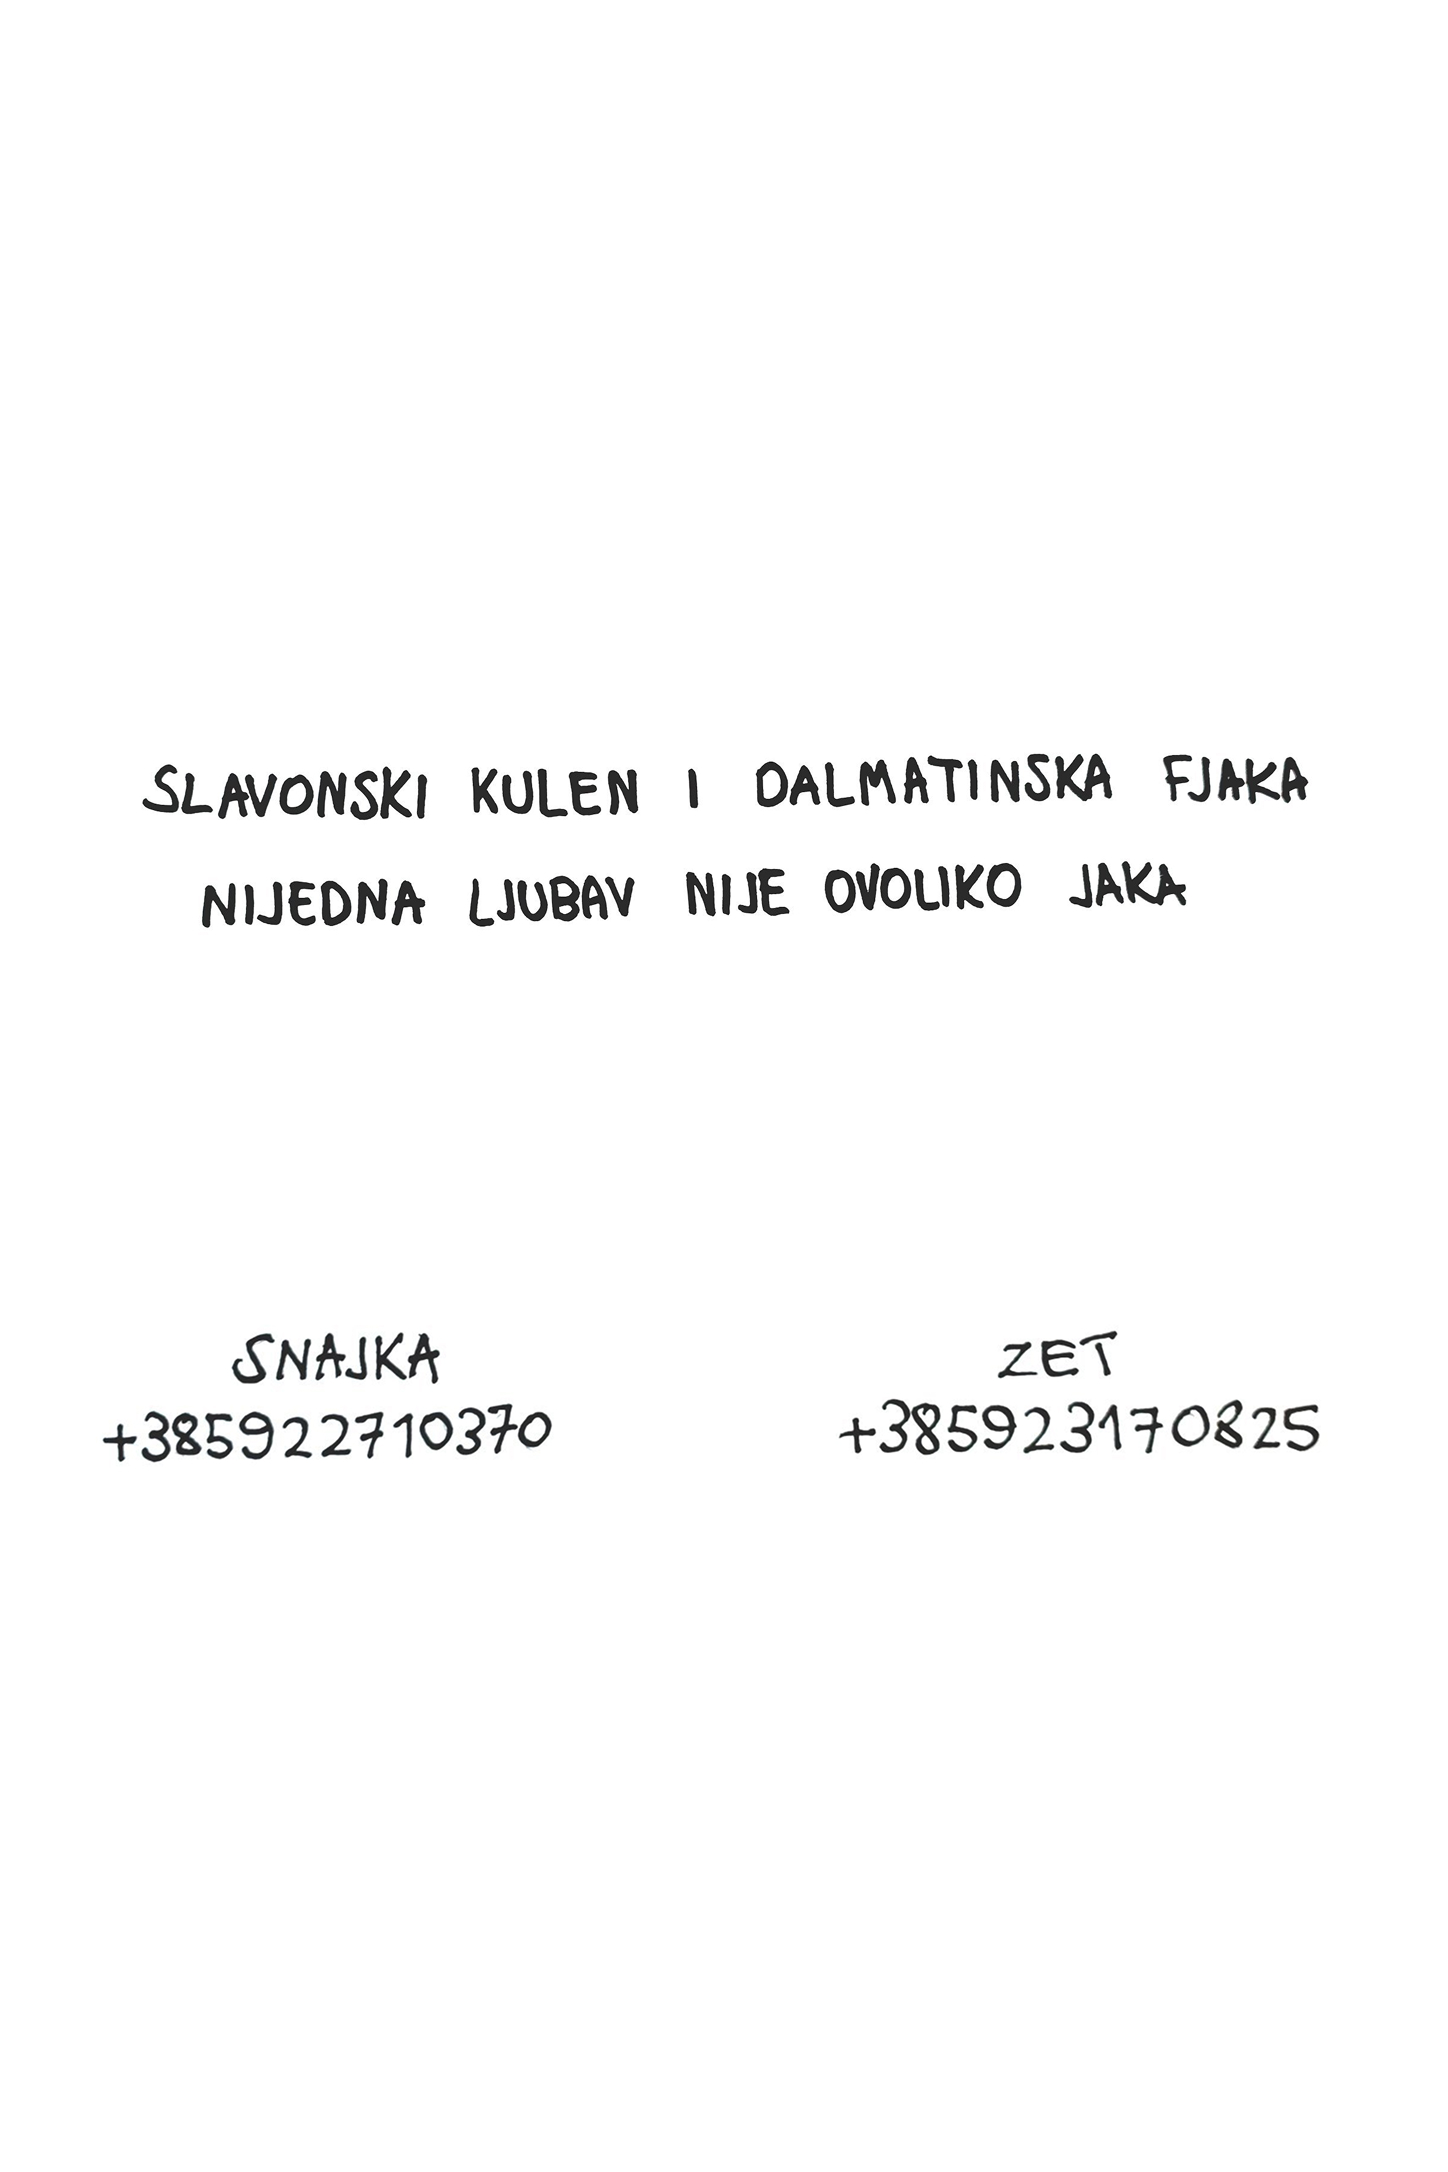 SLAVONSKI KULEN I DALMATINSKA FJAKA
NIJEDNA LJUBAV NIJE OVOLIKO JAKA
SNAJKA
+385922710370
ZET
+385923170825